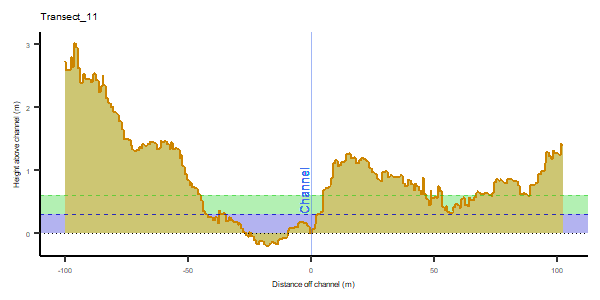 Transect_11
3
2
1
0
Height above channel (m)
Channel
-100
-50
0
50
100
Distance off channel (m)